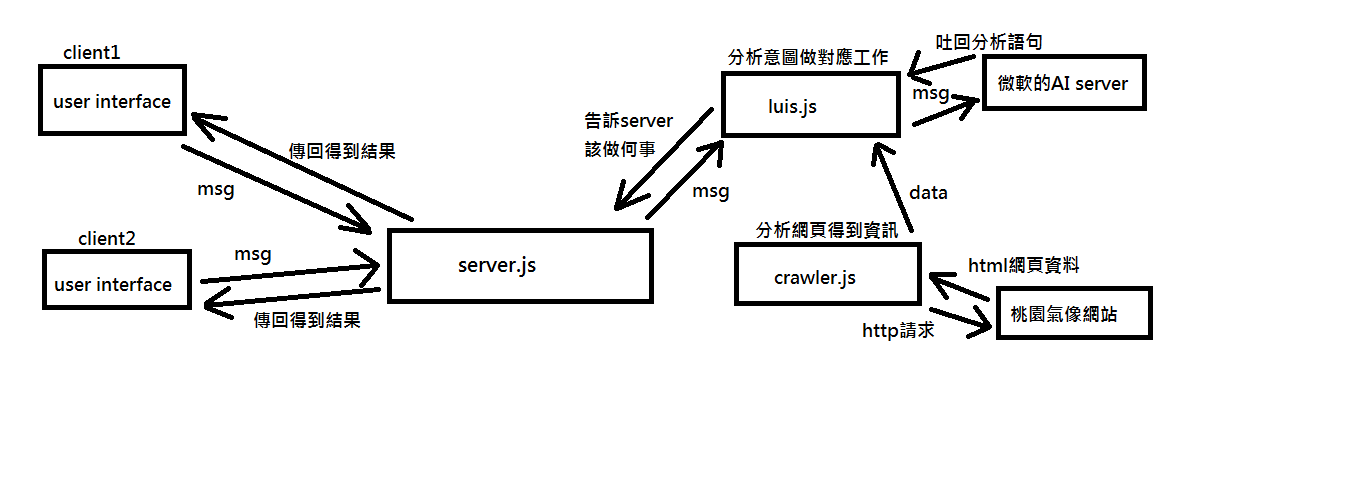 client1
user interface
傳回得到結果
msg
client2
user interface
msg
傳回得到結果
server.js
告訴server
該做何事
msg
分析意圖做對應工作
luis.js
吐回分析語句
msg
微軟的AI server
data
分析網頁得到資訊
crawler.js
html網頁資料
http請求
桃園氣像網站